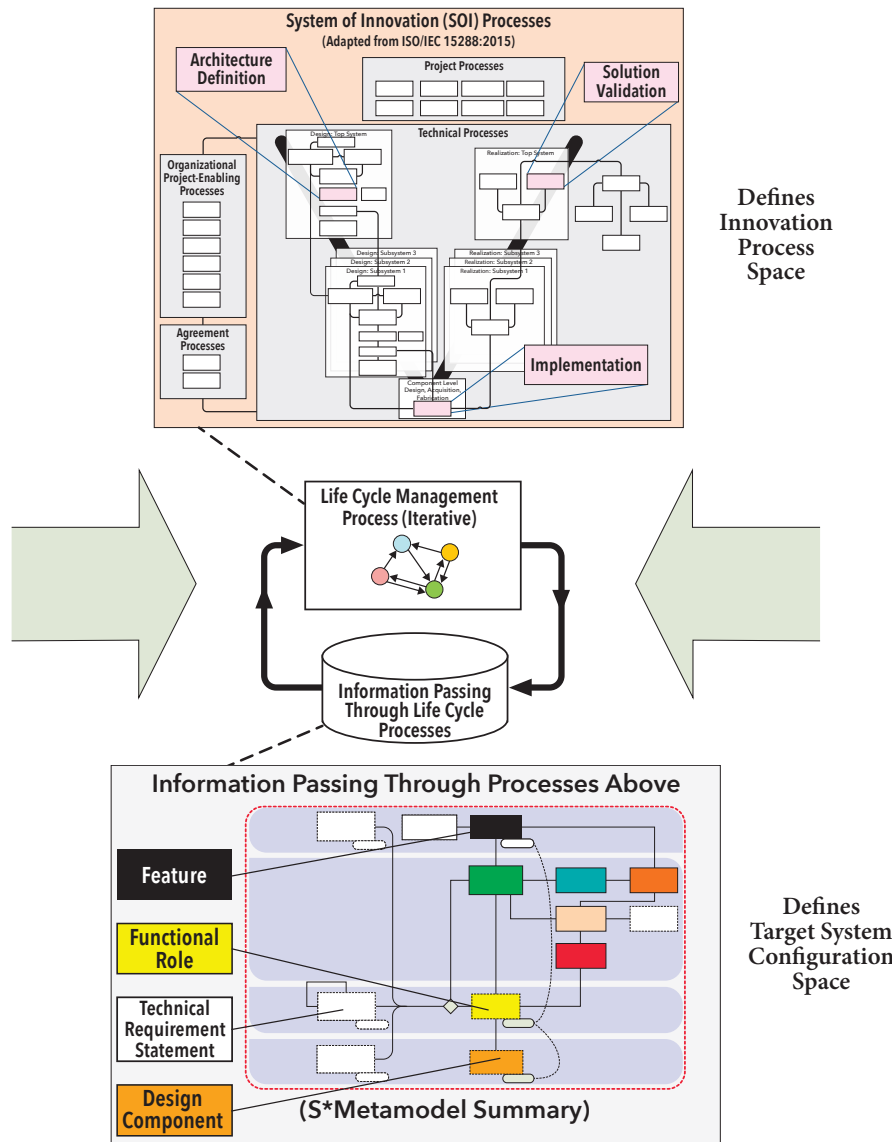 System of Innovation (SOI) Processes
(Adapted from ISO/IEC 15288:2015)
Architecture
Definition
Project Processes
Solution
Validation
Technical Processes
Design: Top System
Realization: Top System
Organizational
Project-Enabling
Processes
Design: Subsystem 3
Design: Subsystem 2
Design: Subsystem 1
Realization: Subsystem 3
Realization: Subsystem 2
Realization: Subsystem 1
Agreement
Processes
Implementation
Component Level
Design, Acquisition,
Fabrication
Defines
Innovation
Process
Space
Life Cycle Management
Process (Iterative)
Information Passing
Through Life Cycle
Processes
Information Passing Through Processes Above
Feature
Functional
Role
Technical
Requirement
Statement
Design
Component
(S*Metamodel Summary)
Defines
Target System
Configuration
Space